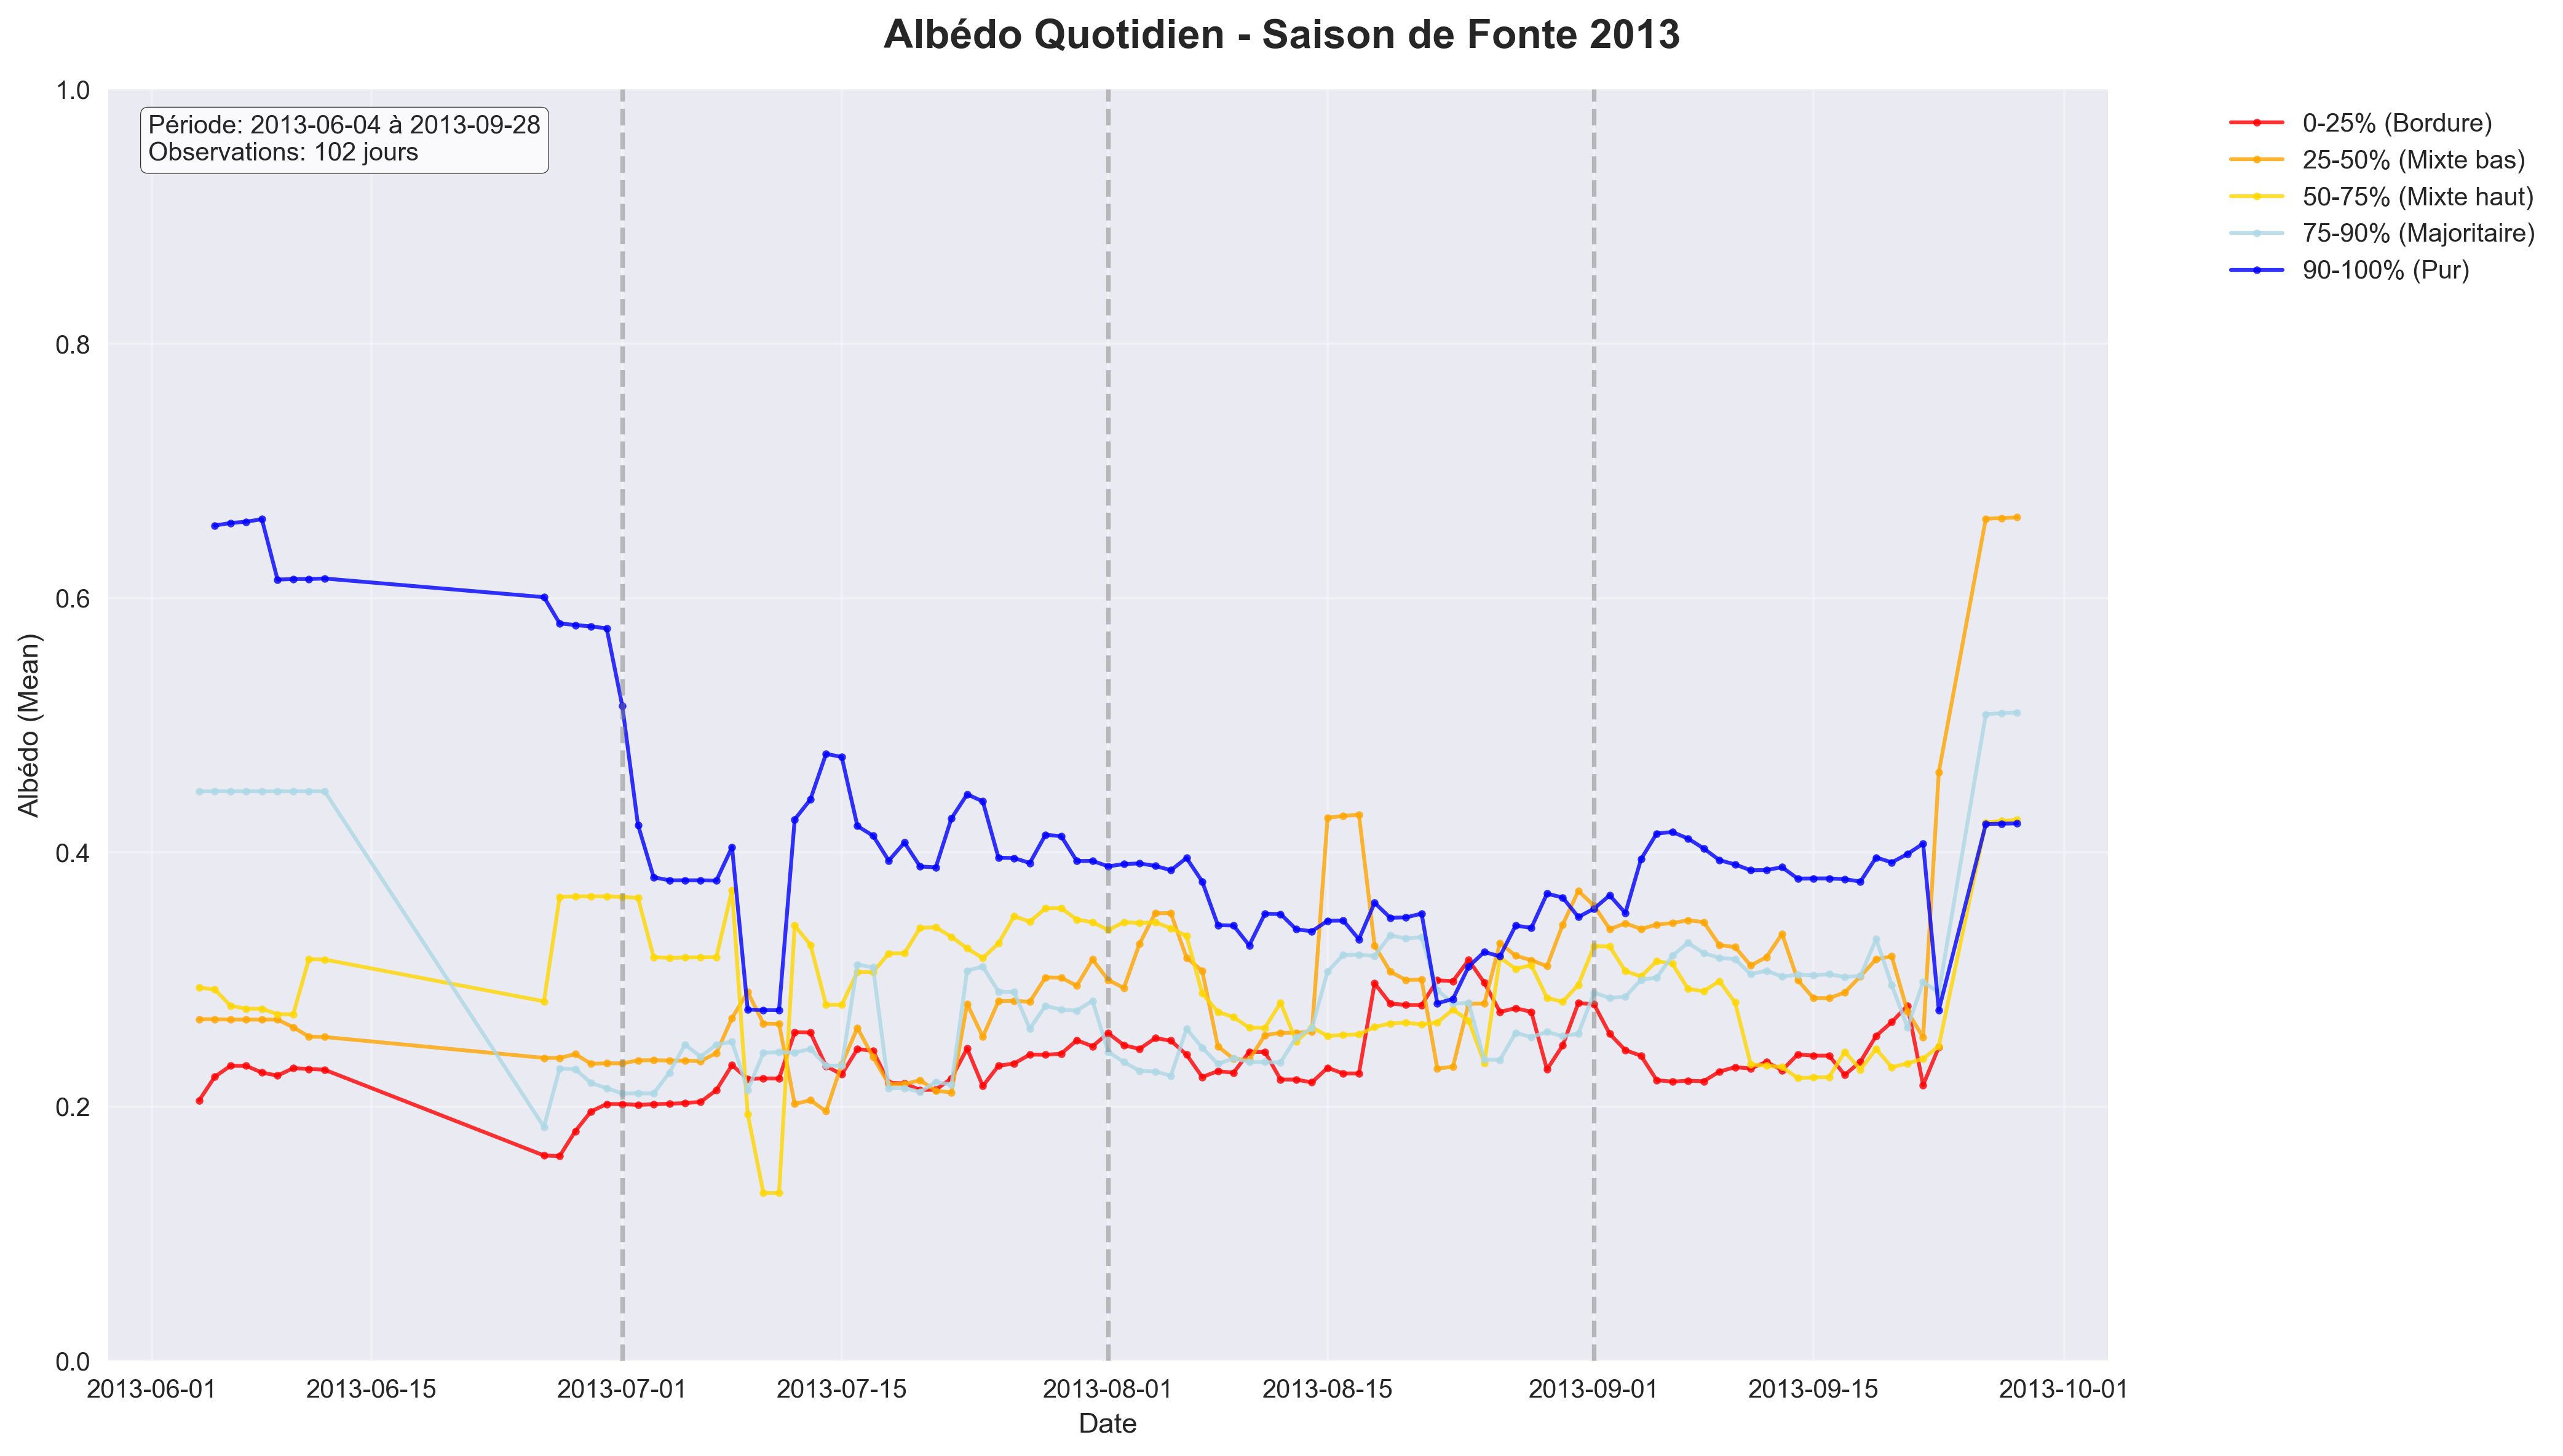 Albédo Quotidien - Saison de Fonte 2013
Période: 2013-06-04 à 2013-09-28
Observations: 102 jours
0-25% (Bordure)
25-50% (Mixte bas)
50-75% (Mixte haut)
75-90% (Majoritaire)
90-100% (Pur)
Albédo (Mean)
1.0
0.8
0.6
0.4
0.2
0.0
2013-06-01
2013-06-15
2013-07-01
2013-07-15
2013-08-01
2013-08-15
2013-09-01
2013-09-15
2013-10-01
Date